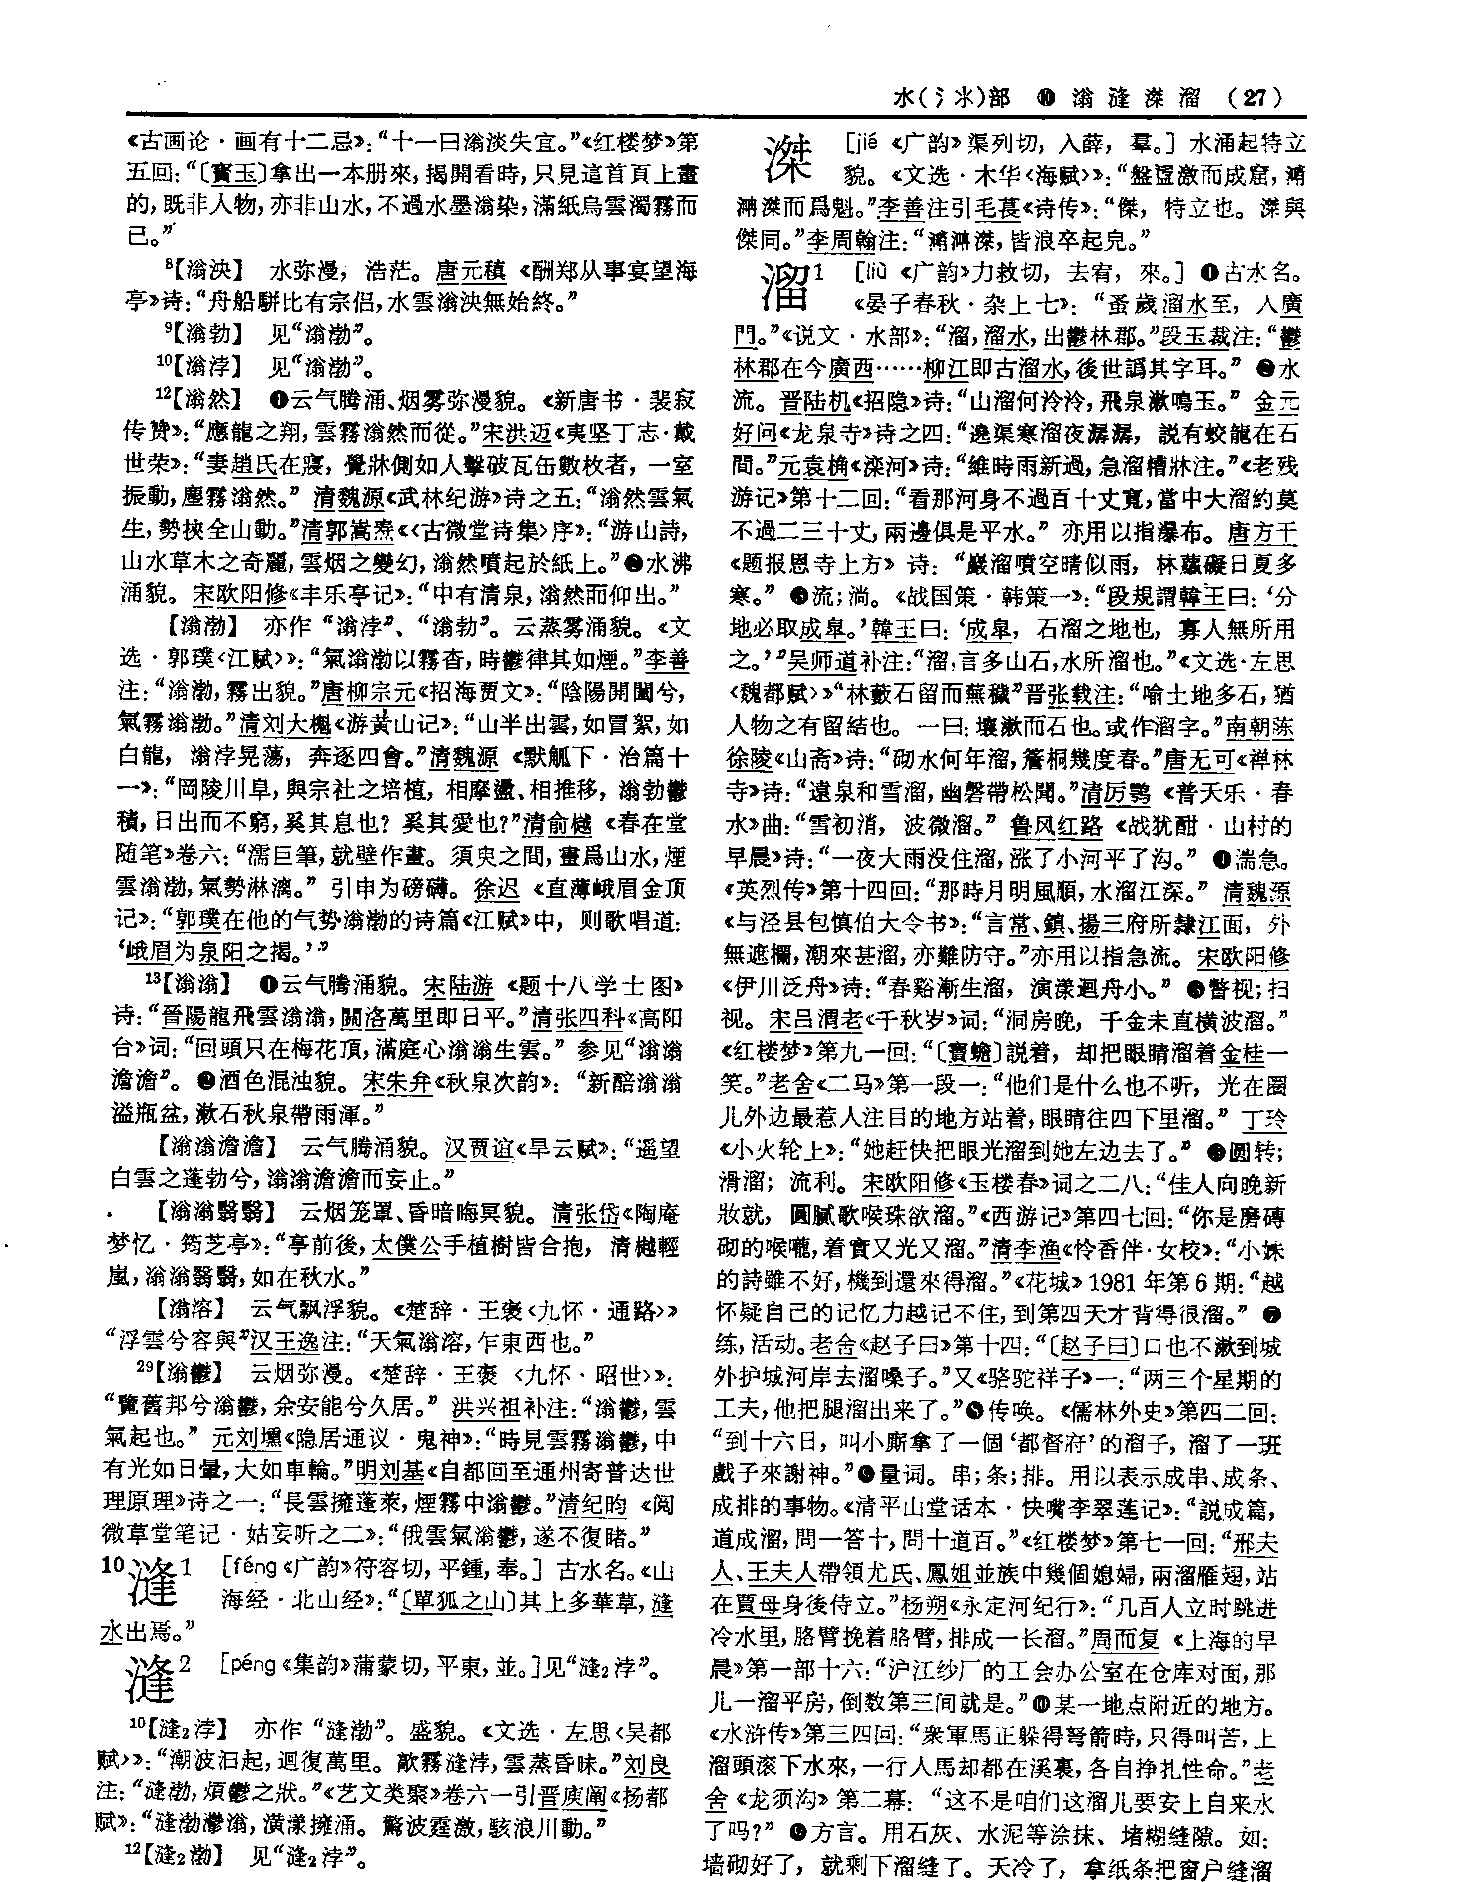 水(氵氺)部 ❿ 滃漨滐溜 (27)
《古画论·画有十二忌》：“十一曰滃淡失宜。”《红楼梦》第
五回：“〔寳玉〕拿出一本册來，揭開看時，只見這首頁上畫
的，既非人物，亦非山水，不過水墨滃染，滿紙烏雲濁霧而
已。”
8【滃泱】 水弥漫，浩茫。唐元稹《酬郑从事宴望海
亭》诗：“舟船駢比有宗侣，水雲滃泱無始終。”
9【滃勃】 见“滃渤”。
10【滃浡】 见“滃渤”。
12【滃然】 ❶云气腾涌、烟雾弥漫貌。《新唐书·裴寂
传赞》：“應龍之翔，雲霧滃然而從。”宋洪迈《夷坚丁志·戴
世荣》：“妻趙氏在寢，覺牀側如人擊破瓦缶數枚者，一室
振動，塵霧滃然。”清魏源《武林纪游》诗之五：“滃然雲氣
生，勢挾全山動。”清郭嵩焘《〈古微堂诗集〉序》：“游山詩，
山水草木之奇麗，雲烟之變幻，滃然噴起於紙上。”❷水沸
涌貌。宋欧阳修《丰乐亭记》：“中有清泉，滃然而仰出。”
【滃渤】 亦作“滃浡”、“滃勃”。云蒸雾涌貌。《文
选·郭璞〈江赋〉》：“氣滃渤以霧杳，時鬱律其如煙。”李善
注：“滃渤，霧出貌。”唐柳宗元《招海贾文》：“陰陽開闔兮，
氣霧滃渤。”清刘大櫆《游黄山记》：“山半出雲，如冒絮，如
白龍，滃浡晃蕩，奔逐四會。”清魏源《默觚下·治篇十
一》：“岡陵川阜，與宗社之培植，相摩盪、相推移，滃勃鬱
積，日出而不窮，奚其息也？奚其愛也？”清俞樾《春在堂
随笔》卷六：“濡巨筆，就壁作畫。須臾之間，畫爲山水，煙
雲滃渤，氣勢淋漓。”引申为磅礴。徐迟《直薄峨眉金顶
记》：“郭璞在他的气势滃渤的诗篇《江赋》中，则歌唱道：
‘峨眉为泉阳之揭。’”
13【滃滃】 ❶云气腾涌貌。宋陆游《题十八学士图》
诗：“晉陽龍飛雲滃滃，關洛萬里即日平。”清张四科《高阳
台》词：“回頭只在梅花頂，滿庭心滃滃生雲。”参见“滃滃
澹澹”。❷酒色混浊貌。宋朱弁《秋泉次韵》：“新醅滃滃
溢瓶盆，漱石秋泉帶雨渾。”
【滃滃澹澹】 云气腾涌貌。汉贾谊《旱云赋》：“遥望
白雲之蓬勃兮，滃滃澹澹而妄止。”
【滃滃翳翳】 云烟笼罩、昏暗晦冥貌。清张岱《陶庵
梦忆·筠芝亭》：“亭前後，太僕公手植樹皆合抱，清樾輕
嵐，滃滃翳翳，如在秋水。”
【滃溶】 云气飘浮貌。《楚辞·王褒〈九怀·通路〉》
“浮雲兮容與”汉王逸注：“天氣滃溶，乍東西也。”
29【滃鬱】 云烟弥漫。《楚辞·王褒〈九怀·昭世〉》：
“覽舊邦兮滃鬱，余安能兮久居。”洪兴祖补注：“滃鬱，雲
氣起也。”元刘壎《隐居通议·鬼神》：“時見雲霧滃鬱，中
有光如日暈，大如車輪。”明刘基《自都回至通州寄普达世
理原理》诗之一：“長雲擁蓬萊，煙霧中滃鬱。”清纪昀《阅
微草堂笔记·姑妄听之二》：“俄雲氣滃鬱，遂不復睹。”
10漨1 [féng《广韵》符容切，平鍾，奉。] 古水名。《山
海经·北山经》：“〔單狐之山〕其上多華草，漨
水出焉。”
漨2 [péng《集韵》蒲蒙切，平東，並。]见“漨2浡”。
10【漨2浡】 亦作“漨渤”。盛貌。《文选·左思〈吴都
赋〉》：“潮波汩起，迴復萬里。歊霧漨浡，雲蒸昏昧。”刘良
注：“漨渤，煩鬱之狀。”《艺文类聚》卷六一引晋庾阐《扬都
赋》：“漨渤灪滃，潢漾擁涌。驚波霆激，駭浪川動。”
12【漨2渤】 见“漨2浡”。
滐 [jié《广韵》渠列切，入薛，羣。] 水涌起特立
貌。《文选·木华〈海赋〉》：“盤盓激而成窟，㴒
滐而爲魁。”李善注引毛萇《诗传》：“傑，特立也。滐與
傑同。”李周翰注：“滐，皆浪卒起皃。”
溜1 [liù《广韵》力救切，去宥，來。] ❶古水名。
《晏子春秋·杂上七》：“蚤歲溜水至，入廣
門。”《说文·水部》：“溜，溜水，出鬱林郡。”段玉裁注：“鬱
林郡在今廣西……柳江即古溜水，後世譌其字耳。”❷水
流。晋陆机《招隐》诗：“山溜何泠泠，飛泉漱鳴玉。”金元
好问《龙泉寺》诗之四：“遶渠寒溜夜潺潺，説有蛟龍在石
間。”元袁桷《滦河》诗：“維時雨新過，急溜槽牀注。”《老残
游记》第十二回：“看那河身不過百十丈寬，當中大溜約莫
不過二三十丈，兩邊俱是平水。”亦用以指瀑布。唐方干
《题报恩寺上方》诗：“巖溜噴空晴似雨，林蘿礙日夏多
寒。”❸流；淌。《战国策·韩策一》：“段規謂韓王曰：‘分
地必取成皋。’韓王曰：‘成皋，石溜之地也，寡人無所用
之。’”吴师道补注：“溜，言多山石，水所溜也。”《文选·左思
〈魏都赋〉》“林藪石留而蕪穢”晋张载注：“喻土地多石，猶
人物之有留結也。一曰：壤漱而石也。或作溜字。”南朝陈
徐陵《山斋》诗：“砌水何年溜，簷桐幾度春。”唐无可《禅林
寺》诗：“遠泉和雪溜，幽磬帶松聞。”清厉鹗《普天乐·春
水》曲：“雪初消，波微溜。”鲁风红路《战犹酣·山村的
早晨》诗：“一夜大雨没住溜，涨了小河平了沟。”❹湍急。
《英烈传》第十四回：“那時月明風順，水溜江深。”清魏源
《与泾县包慎伯大令书》：“言常、鎮、揚三府所隸江面，外
無遮欄，潮來甚溜，亦難防守。”亦用以指急流。宋欧阳修
《伊川泛舟》诗：“春谿漸生溜，演漾迴舟小。”❺瞥视；扫
视。宋吕渭老《千秋岁》词：“洞房晚，千金未直横波溜。”
《红楼梦》第九一回：“〔寶蟾〕説着，却把眼睛溜着金桂一
笑。”老舍《二马》第一段一：“他们是什么也不听，光在圈
儿外边最惹人注目的地方站着，眼睛往四下里溜。”丁玲
《小火轮上》：“她赶快把眼光溜到她左边去了。”❻圆转；
滑溜；流利。宋欧阳修《玉楼春》词之二八：“佳人向晚新
妝就，圓膩歌喉珠欲溜。”《西游记》第四七回：“你是磨磚
砌的喉嚨，着實又光又溜。”清李渔《怜香伴·女校》：“小妹
的詩雖不好，機到還來得溜。”《花城》1981年第6期：“越
怀疑自己的记忆力越记不住，到第四天才背得很溜。”❼
练，活动。老舍《赵子曰》第十四：“〔赵子曰〕口也不漱到城
外护城河岸去溜嗓子。”又《骆驼祥子》一：“两三个星期的
工夫，他把腿溜出来了。”❽传唤。《儒林外史》第四二回：
“到十六日，叫小厮拿了一個‘都督府’的溜子，溜了一班
戲子來謝神。”❾量词。串；条；排。用以表示成串、成条、
成排的事物。《清平山堂话本·快嘴李翠莲记》：“説成篇，
道成溜，問一答十，問十道百。”《红楼梦》第七一回：“邢夫
人、王夫人帶領尤氏、鳳姐並族中幾個媳婦，兩溜雁翅，站
在賈母身後侍立。”杨朔《永定河纪行》：“几百人立时跳进
冷水里，胳臂挽着胳臂，排成一长溜。”周而复《上海的早
晨》第一部十六：“沪江纱厂的工会办公室在仓库对面，那
儿一溜平房，倒数第三间就是。”❿某一地点附近的地方。
《水浒传》第三四回：“衆軍馬正躲得弩箭時，只得叫苦，上
溜頭滚下水來，一行人馬却都在溪裏，各自挣扎性命。”老
舍《龙须沟》第二幕：“这不是咱们这溜儿要安上自来水
了吗？”⓫方言。用石灰、水泥等涂抹、堵糊缝隙。如：
墙砌好了，就剩下溜缝了。天冷了，拿纸条把窗户缝溜